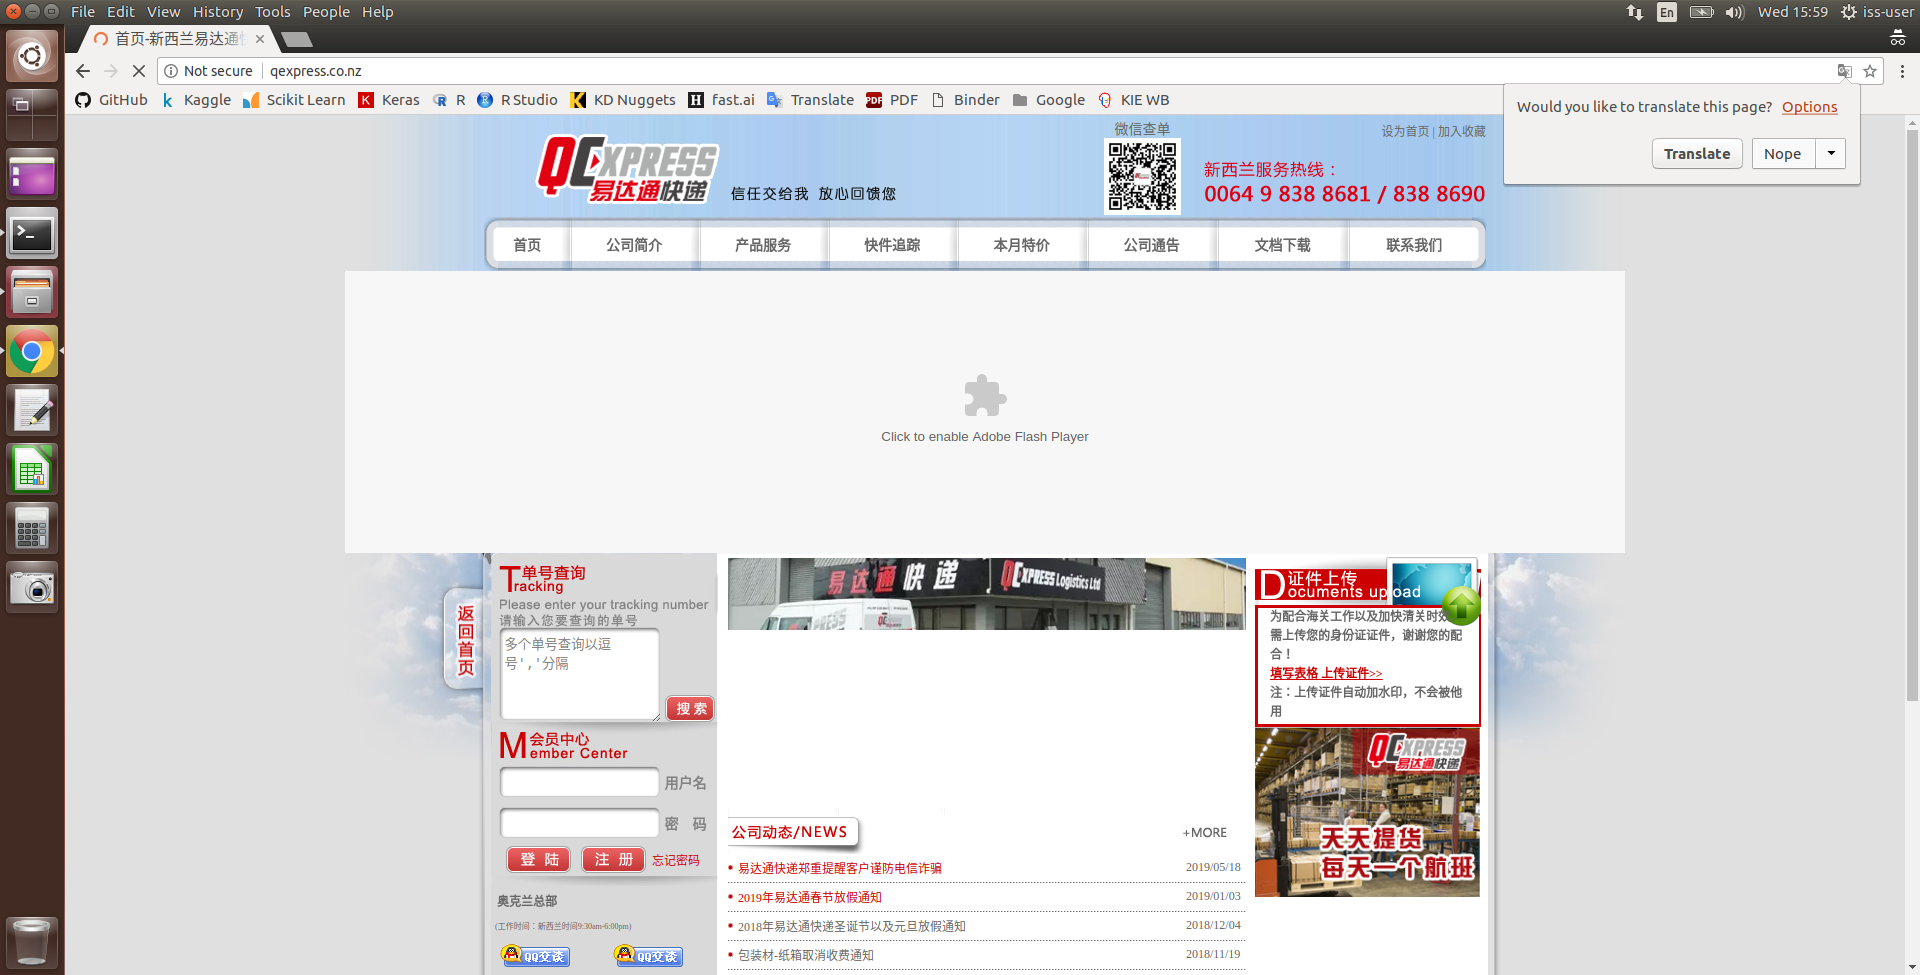 File Edit View History Tools People Help
En
Wed 15:59
iss-user
首页-新西兰易达通快
Not secure
qexpress.co.nz
GitHub
Kaggle
Scikit Learn
Keras
R
R Studio
KD Nuggets
fast.ai
Translate
PDF
Binder
Google
KIE WB
Would you like to translate this page? Options
Translate
Nope
QEXPRESS
易达通快递
信任交给我 放心回馈您
微信查单
设为首页 | 加入收藏
新西兰服务热线：
0064 9 838 8681 / 838 8690
首页
公司简介
产品服务
快件追踪
本月特价
公司通告
文档下载
联系我们
Click to enable Adobe Flash Player
返回首页
单号查询
Tracking
Please enter your tracking number
请输入您要查询的单号
多个单号查询以逗
号','分隔
搜 索
会员中心
Member Center
用户名
密 码
登 陆
注 册
忘记密码
奥克兰总部
(工作时间：新西兰时间9:30am-6:00pm)
QQ交谈
QQ交谈
易达通快递
QEXPRESS Logistics Ltd
公司动态/NEWS
+MORE
易达通快递郑重提醒客户谨防电信诈骗
2019/05/18
2019年易达通春节放假通知
2019/01/03
2018年易达通快递圣诞节以及元旦放假通知
2018/12/04
包装材-纸箱取消收费通知
2018/11/19
证件上传
Documents upload
为配合海关工作以及加快清关时效
需上传您的身份证证件，谢谢您的配
合！
填写表格 上传证件>>
注：上传证件自动加水印，不会被他
用
QEXPRESS
易达通快递
天天提货
每天一个航班